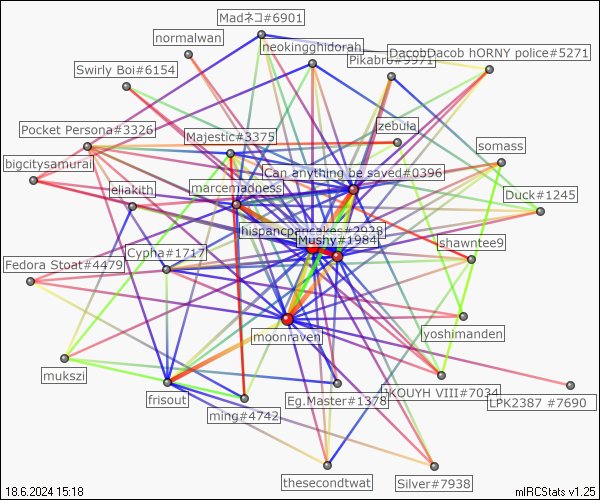 Madネコ#6901
normalwan
neokingghidorah
Pikabro#9571
DacobDacob hORNY police#5271
Swirly Boi#6154
Pocket Persona#3326
Majestic#3375
zebula
somass
bigcitysamurai
Can anything be saved#0396
eliakith
marcemadness
Duck#1245
hispancpancakes#2928
Mushy#1984
shawntee9
Cypha#1717
Fedora Stoat#4479
moonraven
yoshimanden
mukszi
frisout
Eg.Master#1378
VIII#7034
LPK2387 #7690
ming#4742
thesecondtwat
Silver#7938
18.6.2024 15:18
mIRCStats v1.25